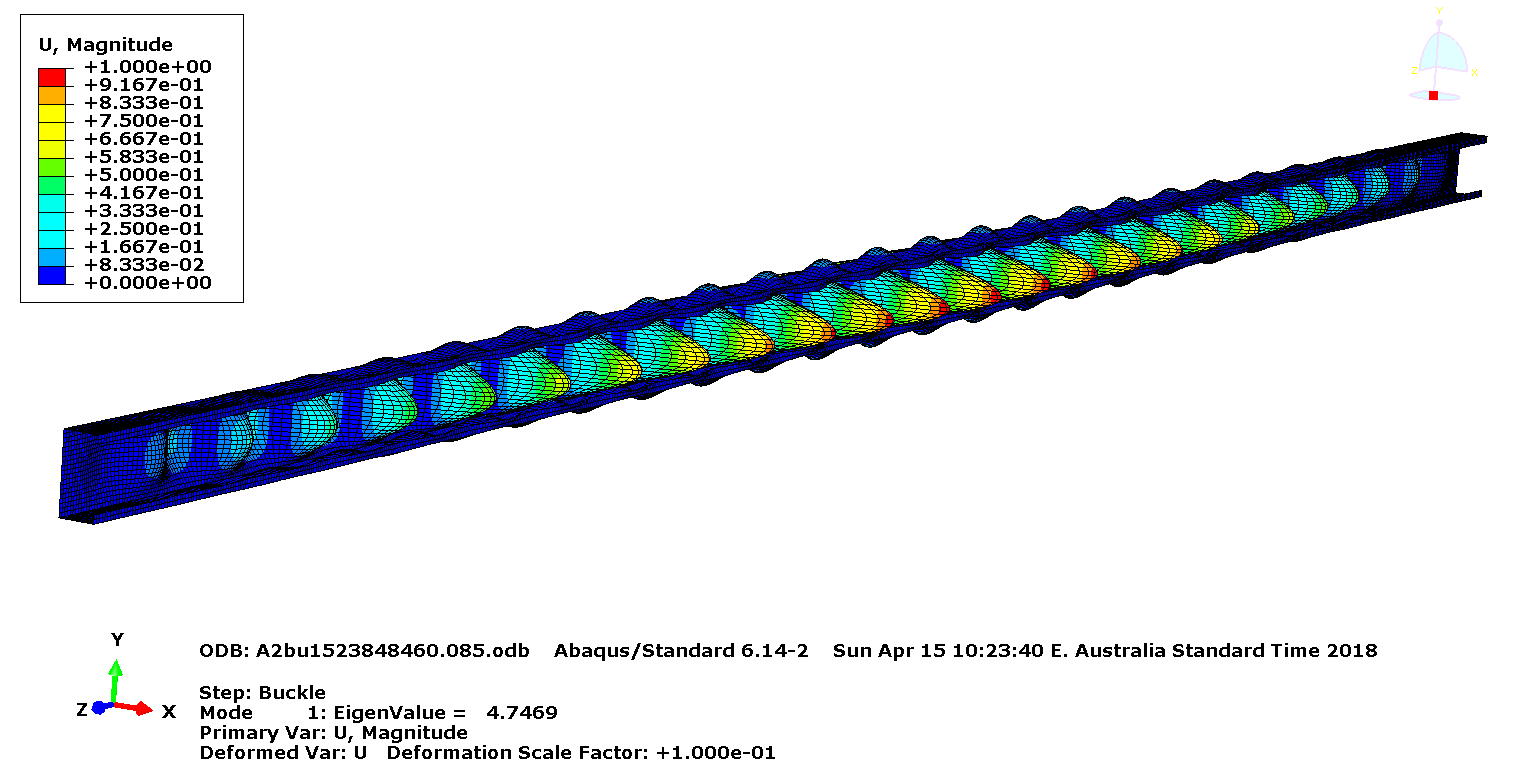 U, Magnitude
+1.000e+00
+9.167e-01
+8.333e-01
+7.500e-01
+6.667e-01
+5.833e-01
+5.000e-01
+4.167e-01
+3.333e-01
+2.500e-01
+1.667e-01
+8.333e-02
+0.000e+00
Y
Z X
Y
Z X
ODB: A2bu1523848460.085.odb Abaqus/Standard 6.14-2 Sun Apr 15 10:23:40 E. Australia Standard Time 2018
Step: Buckle
Mode 1: EigenValue = 4.7469
Primary Var: U, Magnitude
Deformed Var: U Deformation Scale Factor: +1.000e-01